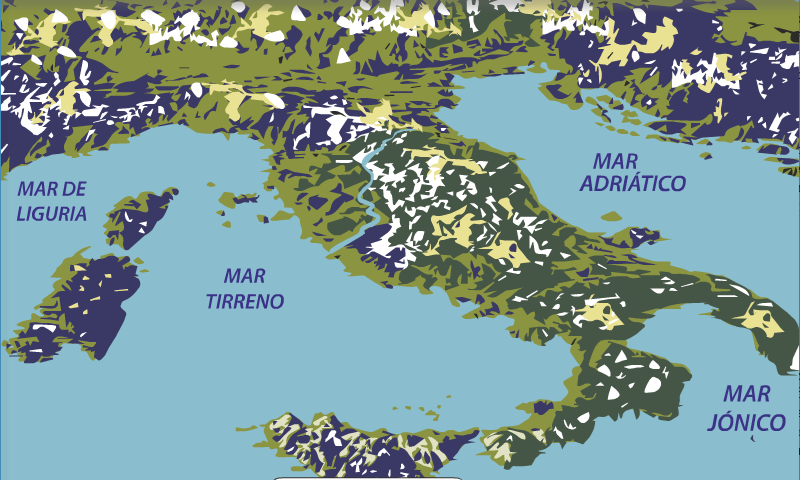 MAR DE
LIGURIA
MAR
TIRRENO
MAR
ADRIÁTICO
MAR
JÓNICO